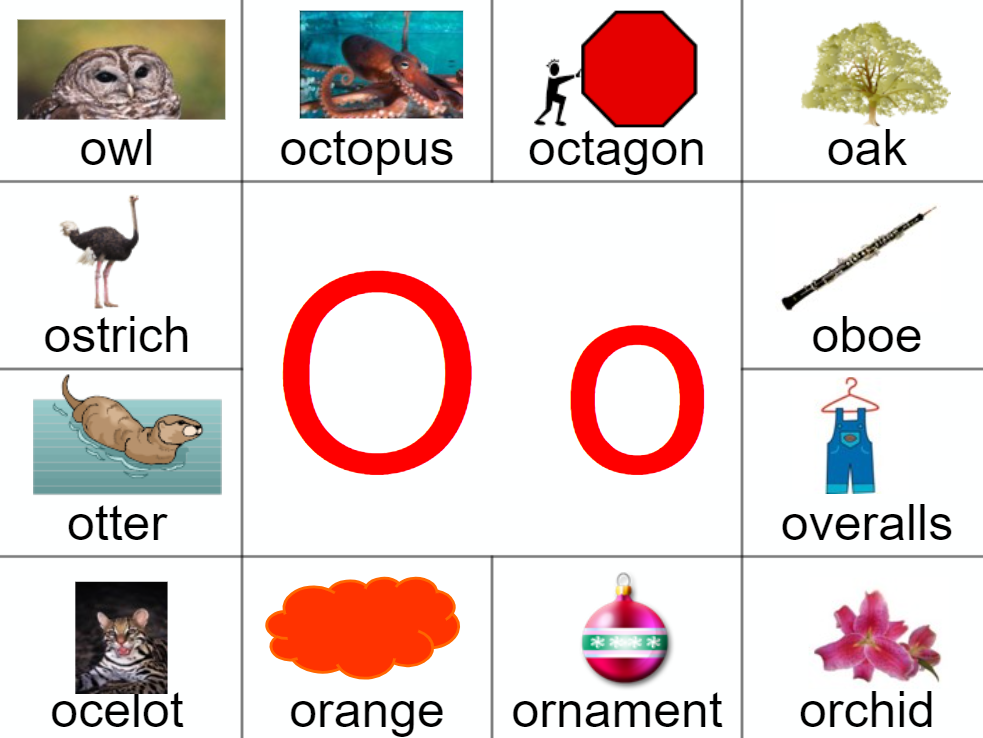 owl
octopus
octagon
oak
ostrich
O o
oboe
otter
overalls
ocelot
orange
ornament
orchid